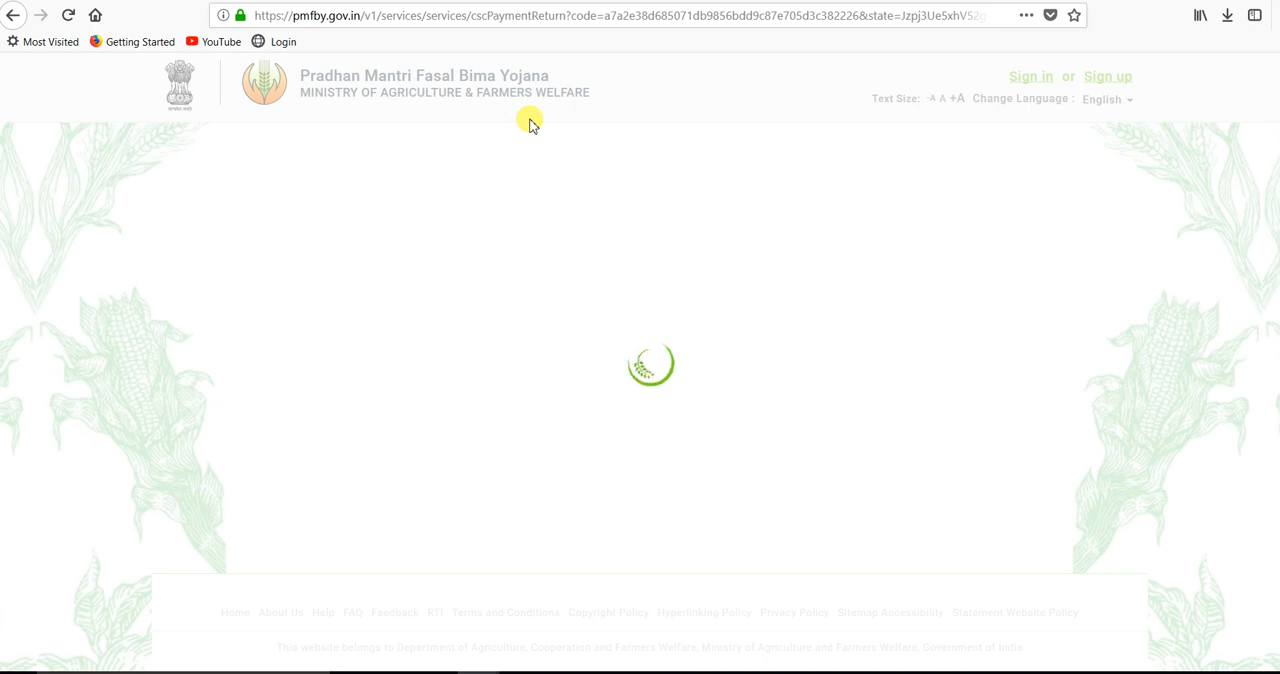 https://pmfby.gov.in/v1/services/services/cscPaymentReturn?code=a7a2e38d685071db9856bdd9c87e705d3c382226&state=Jzpj3Ue5xhV52g
Most Visited Getting Started YouTube Login
Pradhan Mantri Fasal Bima Yojana
MINISTRY OF AGRICULTURE & FARMERS WELFARE
Sign in or Sign up
Text Size: -A A +A Change Language : English
Home About Us Help FAQ Feedback RTI Terms and Conditions Copyright Policy Hyperlinking Policy Privacy Policy Sitemap Accessibility Statement Website Policy
This website belongs to Department of Agriculture, Cooperation and Farmers Welfare, Ministry of Agriculture and Farmers Welfare, Government of India